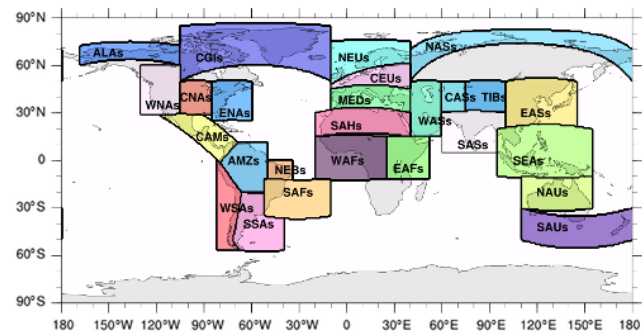 90°N
60°N
30°N
0
30°S
60°S
90°S
ALAs
CGIs
NEUs
NASs
CEUs
WNAs
CNAs
ENAs
MEDs
CASs
TIBs
WASs
EASs
SAHs
CAMs
SASs
AMZs
NEBs
WAFs
EAFs
SEAs
SAFs
NAUs
WSAs
SSAs
SAUs
180
150°W
120°W
90°W
60°W
30°W
0
30°E
60°E
90°E
120°E
150°E
180